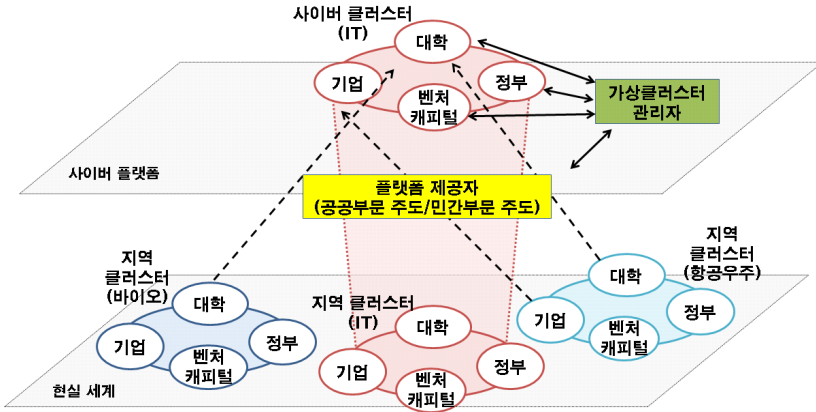 사이버 클러스터
(IT)
대학
기업
정부
벤처
캐피털
가상클러스터
관리자
사이버 플랫폼
플랫폼 제공자
(공공부문 주도/민간부문 주도)
지역
클러스터
(바이오)
대학
기업
정부
벤처
캐피털
지역 클러스터
(IT)
대학
기업
정부
벤처
캐피털
지역
클러스터
(항공우주)
대학
기업
정부
벤처
캐피털
현실 세계